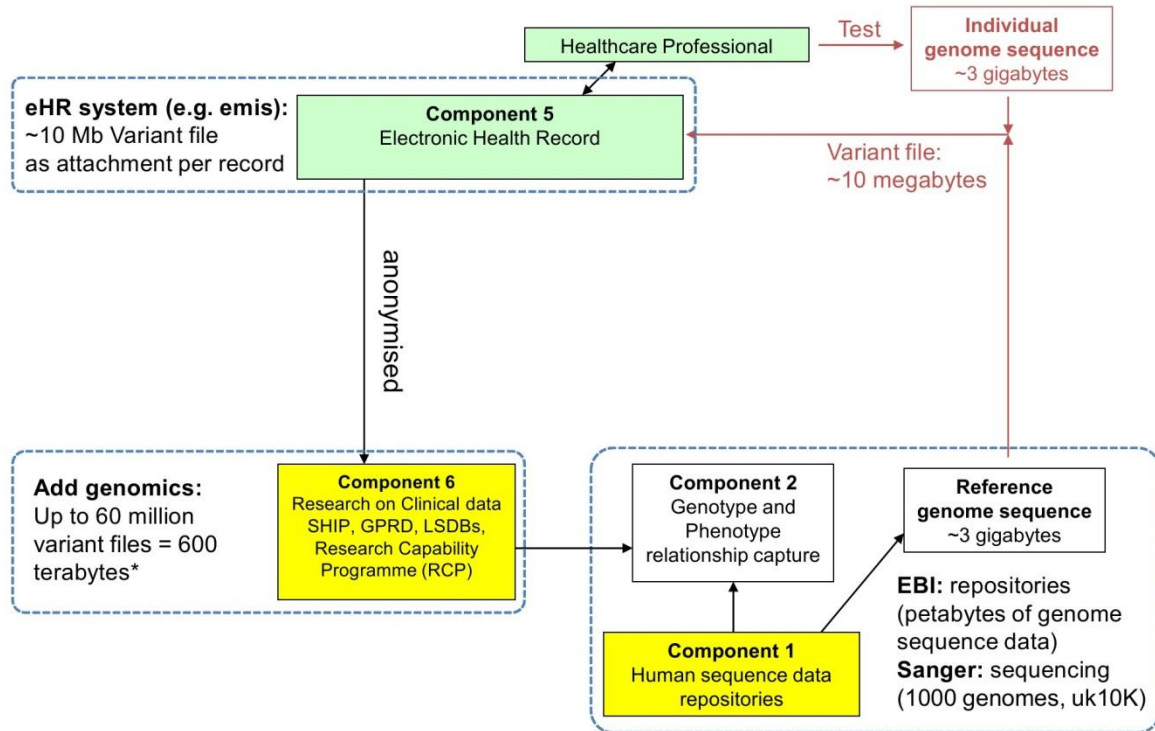 Healthcare Professional
Test
Individual
genome sequence
~3 gigabytes
eHR system (e.g. emis):
~10 Mb Variant file
as attachment per record
Component 5
Electronic Health Record
Variant file:
~10 megabytes
anonymised
Add genomics:
Up to 60 million
variant files = 600
terabytes*
Component 6
Research on Clinical data
SHIP, GPRD, LSDBs,
Research Capability
Programme (RCP)
Component 2
Genotype and
Phenotype
relationship capture
Reference
genome sequence
~3 gigabytes
Component 1
Human sequence data
repositories
EBI: repositories
(petabytes of genome
sequence data)
Sanger: sequencing
(1000 genomes, uk10K)